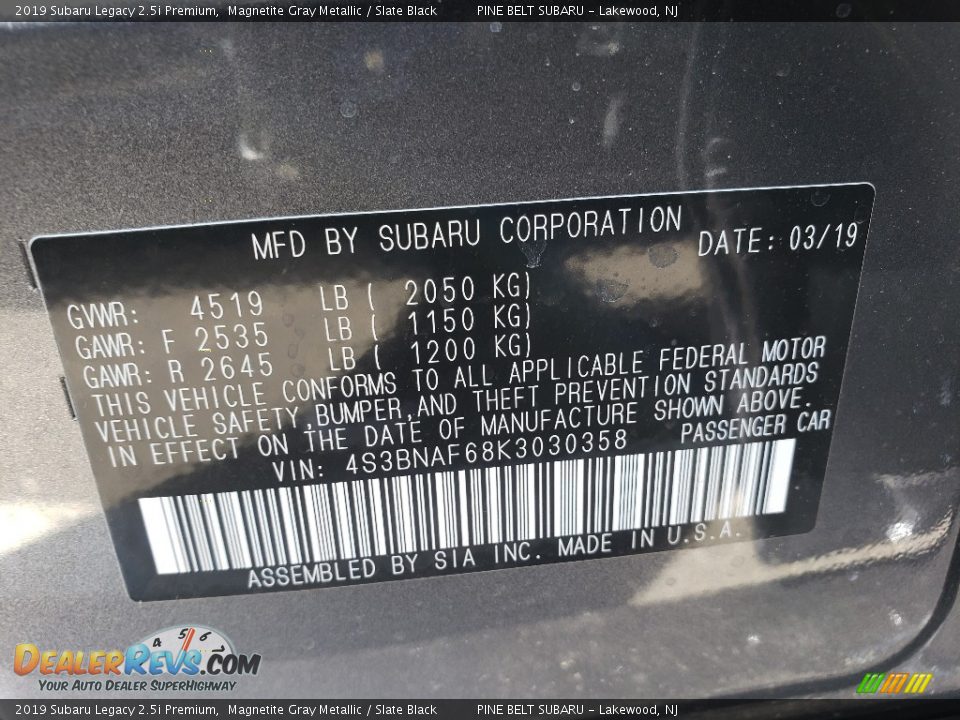 2019 Subaru Legacy 2.5i Premium, Magnetite Gray Metallic / Slate Black PINE BELT SUBARU - Lakewood, NJ
MFD BY SUBARU CORPORATION DATE: 03/19
GVWR: 4519 LB ( 2050 KG)
GAWR: F 2535 LB ( 1150 KG)
GAWR: R 2645 LB ( 1200 KG)
THIS VEHICLE CONFORMS TO ALL APPLICABLE FEDERAL MOTOR
VEHICLE SAFETY,BUMPER,AND THEFT PREVENTION STANDARDS
IN EFFECT ON THE DATE OF MANUFACTURE SHOWN ABOVE.
VIN: 4S3BNAF68K3030358 PASSENGER CAR
ASSEMBLED BY SIA INC. MADE IN U.S.A.
4 5 6
DealerRevs.com
Your Auto Dealer SuperHighway
2019 Subaru Legacy 2.5i Premium, Magnetite Gray Metallic / Slate Black PINE BELT SUBARU - Lakewood, NJ